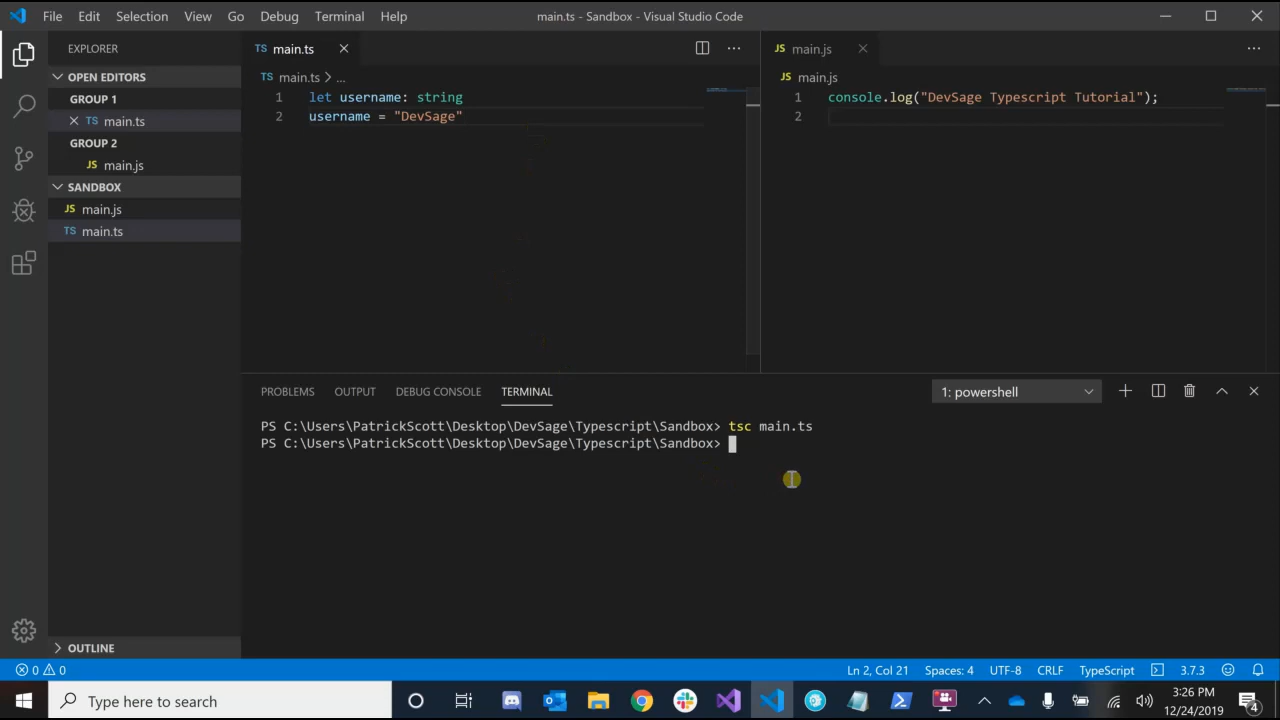 File Edit Selection View Go Debug Terminal Help
main.ts - Sandbox - Visual Studio Code
EXPLORER
OPEN EDITORS
GROUP 1
TS main.ts
GROUP 2
JS main.js
SANDBOX
JS main.js
TS main.ts
OUTLINE
TS main.ts
TS main.ts > ...
1 let username: string
2 username = "DevSage"
JS main.js
JS main.js
1 console.log("DevSage Typescript Tutorial");
2
PROBLEMS OUTPUT DEBUG CONSOLE TERMINAL
1: powershell
PS C:\Users\PatrickScott\Desktop\DevSage\Typescript\Sandbox> tsc main.ts
PS C:\Users\PatrickScott\Desktop\DevSage\Typescript\Sandbox>
0 0
Ln 2, Col 21 Spaces: 4 UTF-8 CRLF TypeScript 3.7.3
Type here to search
3:26 PM
12/24/2019
4